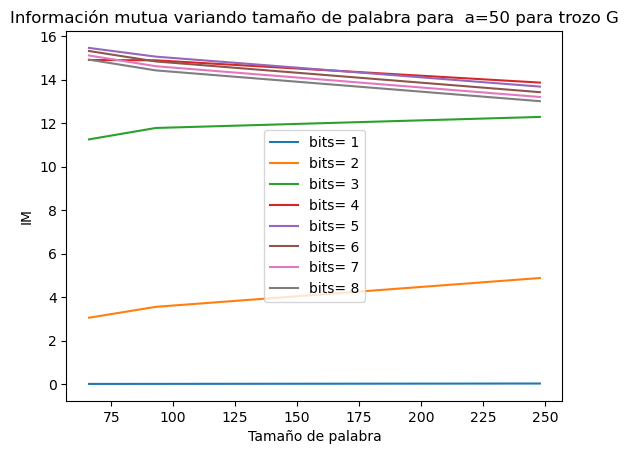 Información mutua variando tamaño de palabra para  a=50 para trozo G
16
14
12
10
8
6
4
2
0
IM
bits= 1
bits= 2
bits= 3
bits= 4
bits= 5
bits= 6
bits= 7
bits= 8
75 100 125 150 175 200 225 250
Tamaño de palabra